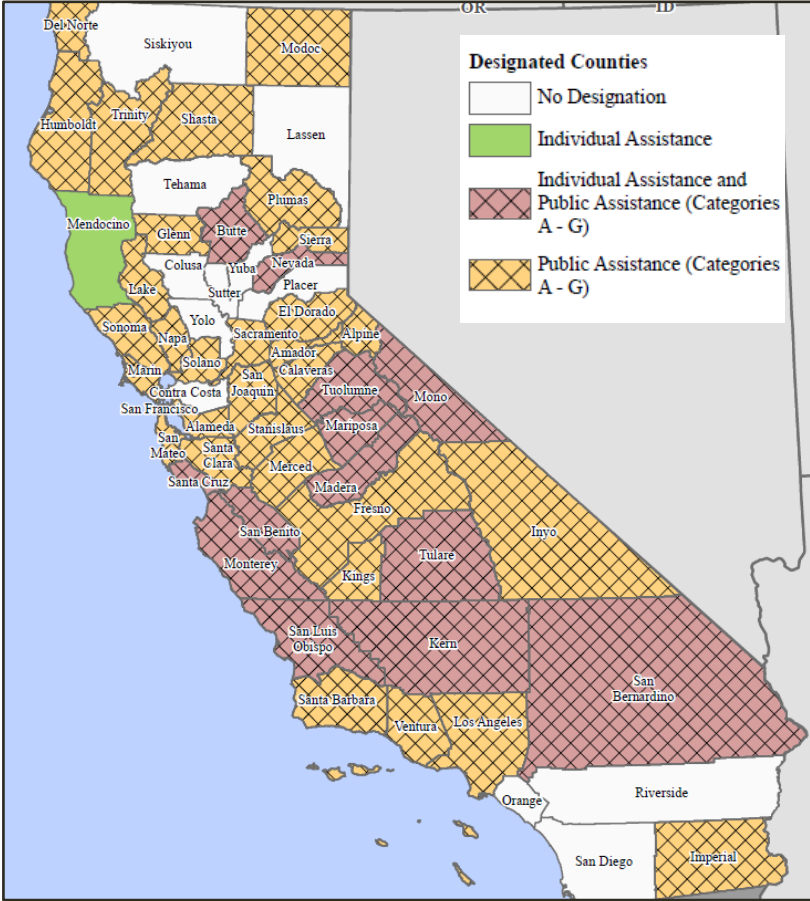 OR
ID
Del Norte
Siskiyou
Modoc
Designated Counties
No Designation
Individual Assistance
Individual Assistance and
Public Assistance (Categories
A - G)
Public Assistance (Categories
A - G)
Humboldt
Trinity
Shasta
Lassen
Tehama
Plumas
Mendocino
Glenn
Butte
Sierra
Colusa
Yuba
Nevada
Lake
Sutter
Placer
Sonoma
Yolo
El Dorado
Napa
Sacramento
Alpine
Marin
Solano
Amador
Calaveras
Contra Costa
San
Joaquin
Tuolumne
Mono
San Francisco
Alameda
Stanislaus
Mariposa
San
Mateo
Santa
Clara
Merced
Santa Cruz
Madera
Fresno
San Benito
Inyo
Monterey
Tulare
Kings
San Luis
Obispo
Kern
San
Bernardino
Santa Barbara
Ventura
Los Angeles
Orange
Riverside
San Diego
Imperial